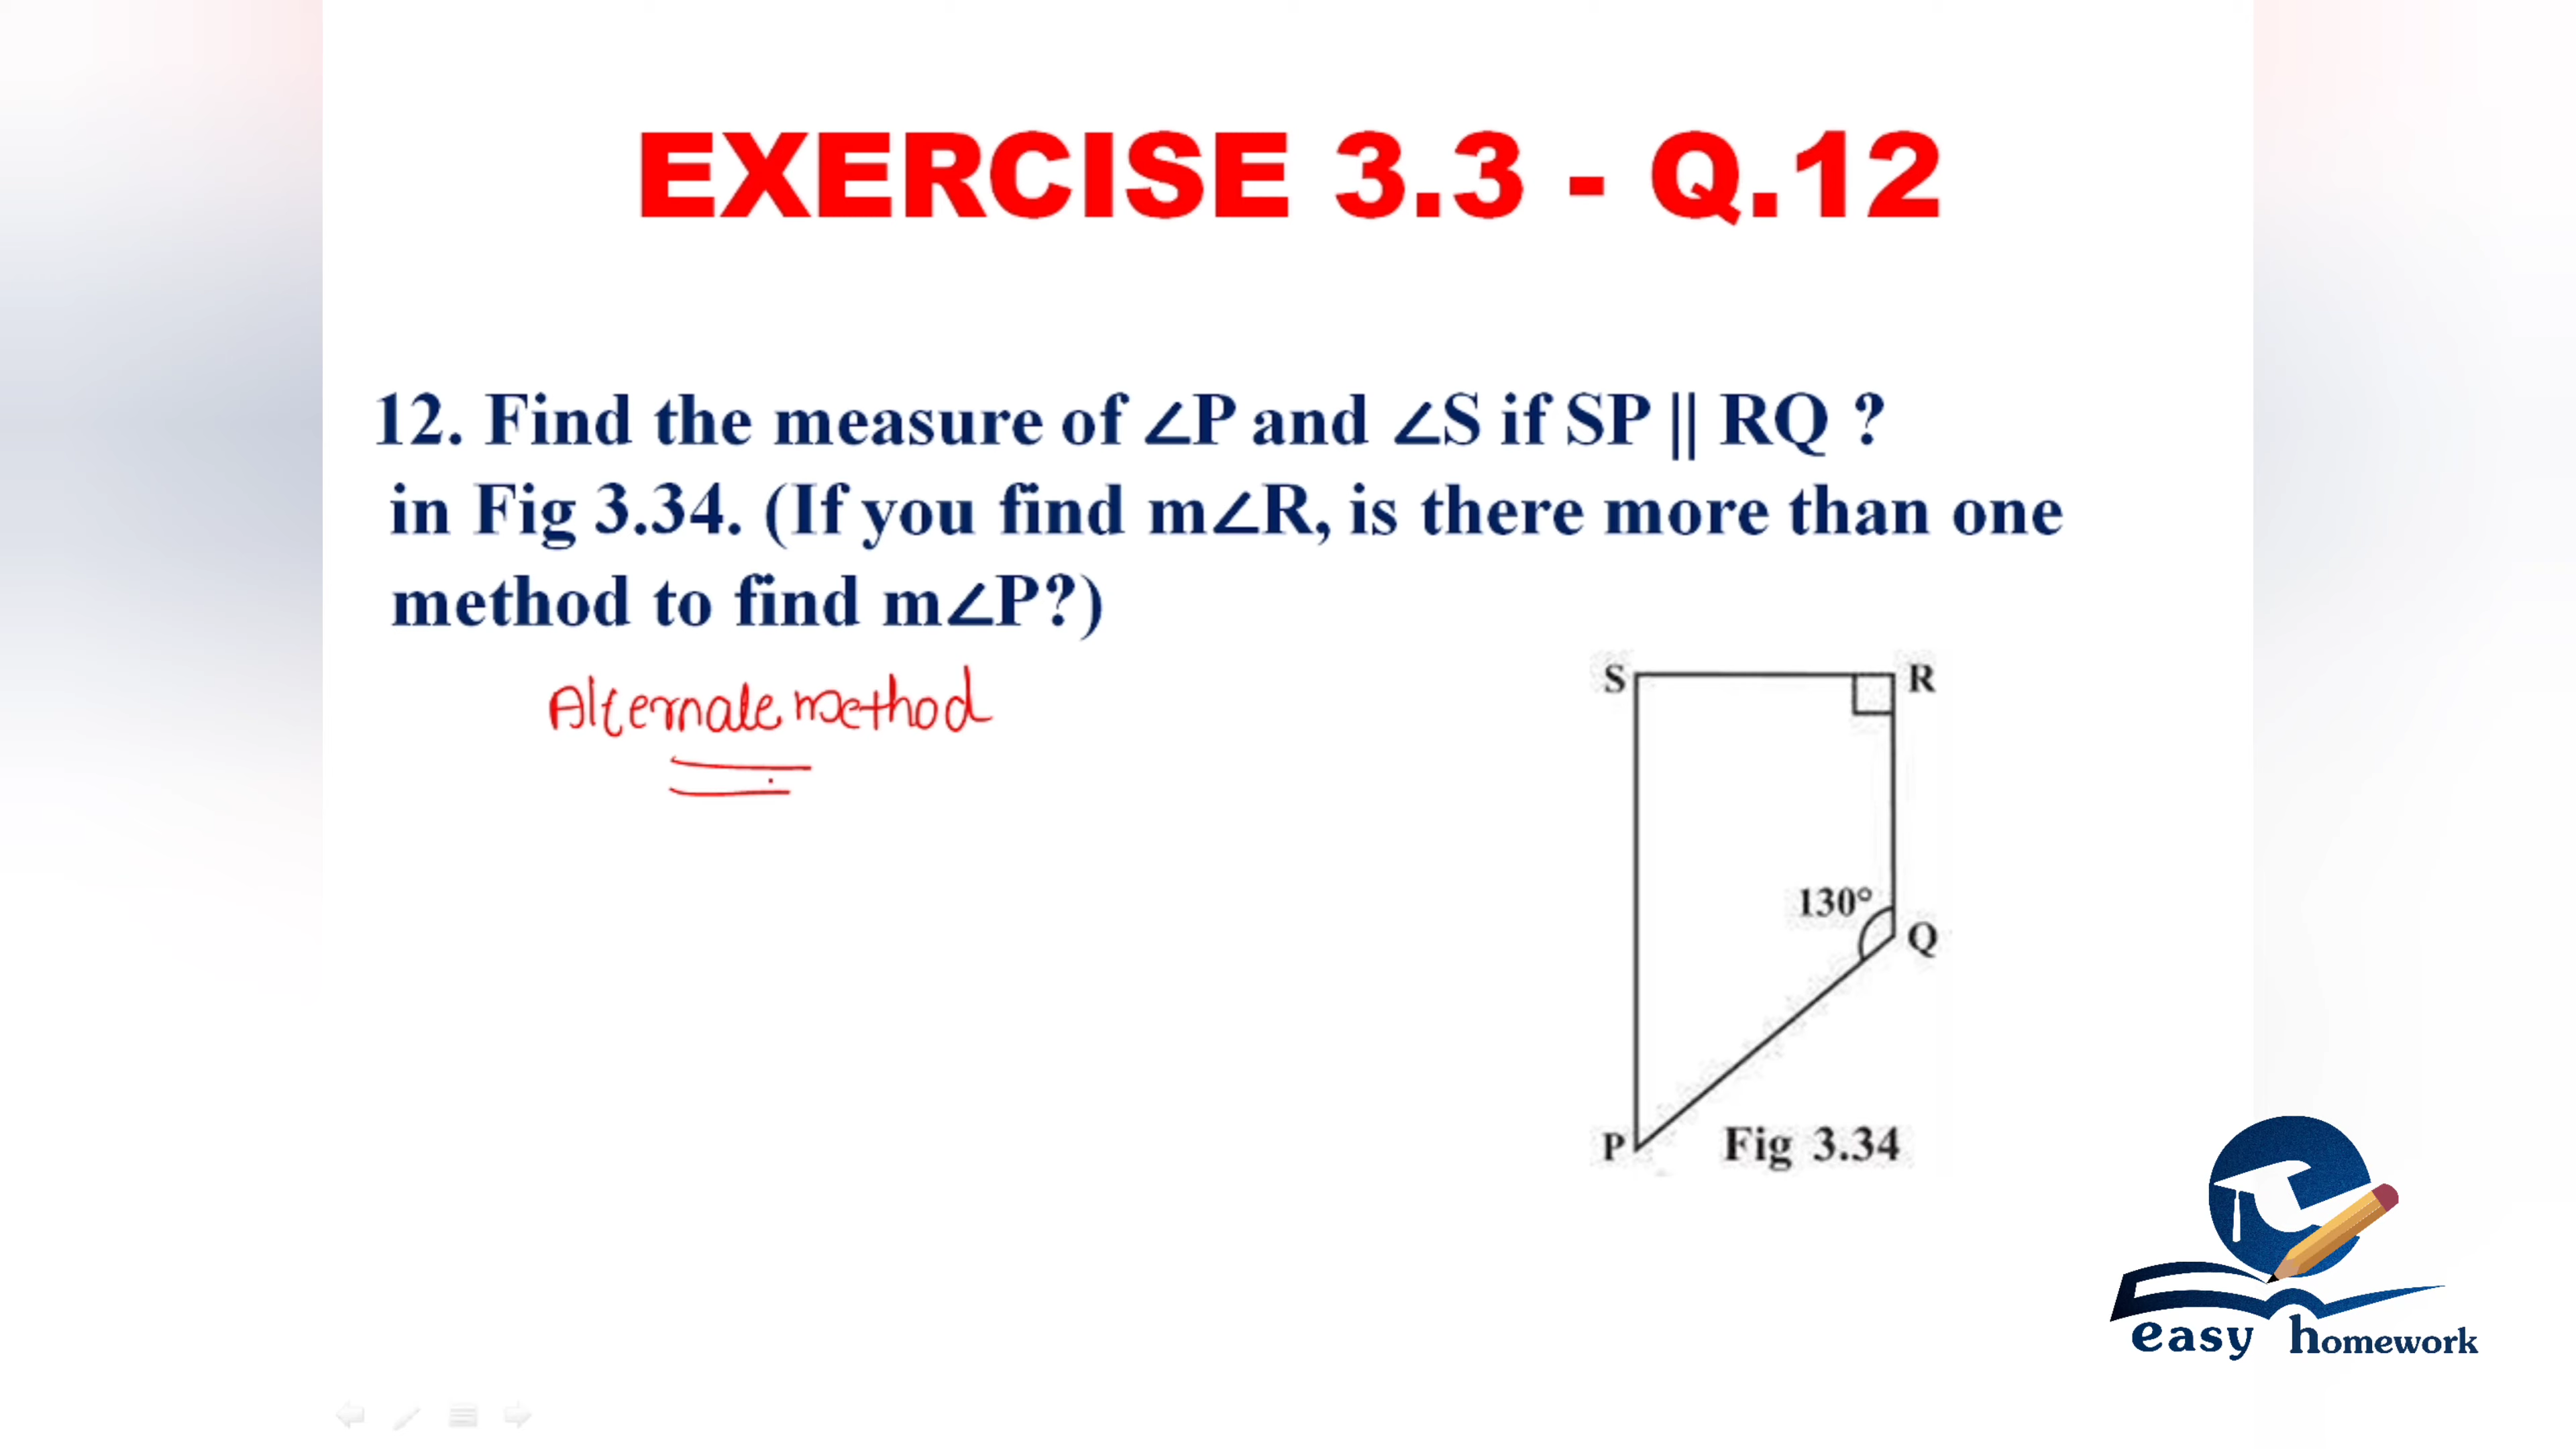 EXERCISE 3.3 - Q.12
12. Find the measure of ∠P and ∠S if SP || RQ ?
in Fig 3.34. (If you find m∠R, is there more than one
method to find m∠P?)
Alternate method
S
R
130°
Q
P
Fig 3.34
easy homework